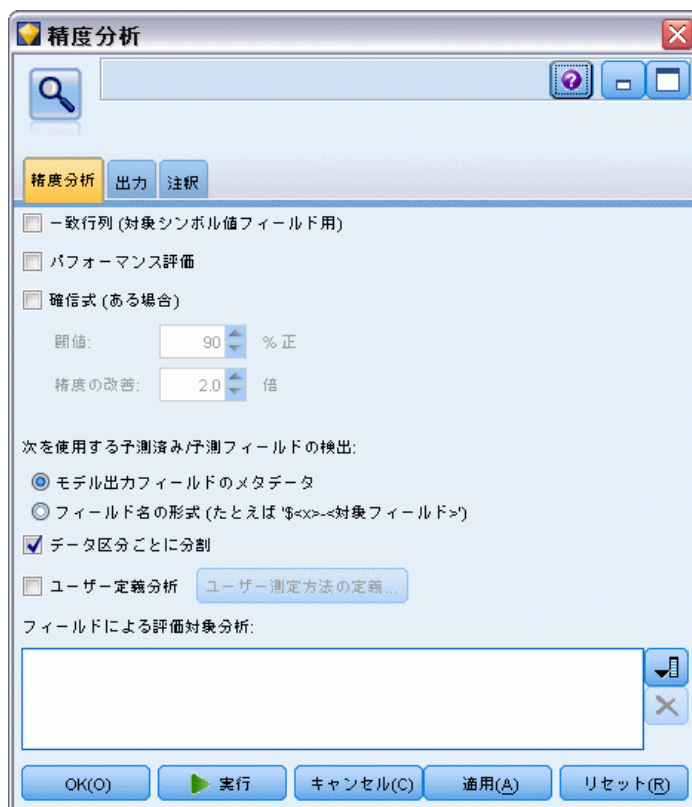 精度分析
?
精度分析 出力 注釈
一致行列 (対象シンボル値フィールド用)
パフォーマンス評価
確信式 (ある場合)
閾値: 90 % 正
精度の改善: 2.0 倍
次を使用する予測済み/予測フィールドの検出:
モデル出力フィールドのメタデータ
フィールド名の形式 (たとえば '$<x>-<対象フィールド>')
データ区分ごとに分割
ユーザー定義分析 ユーザー測定方法の定義...
フィールドによる評価対象分析:
OK(O) 実行 キャンセル(C) 適用(A) リセット(R)